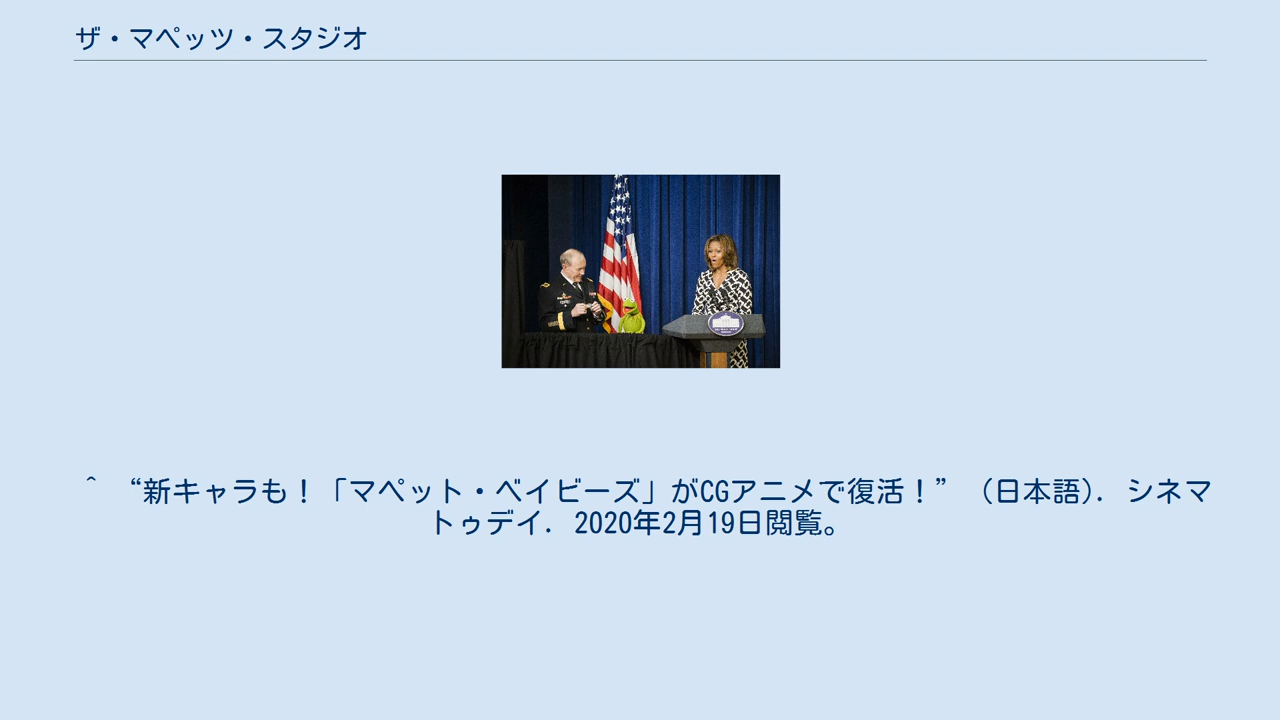 ザ・マペッツ・スタジオ
^ “新キャラも！「マペット・ベイビーズ」がCGアニメで復活！” (日本語). シネマ
トゥデイ. 2020年2月19日閲覧。